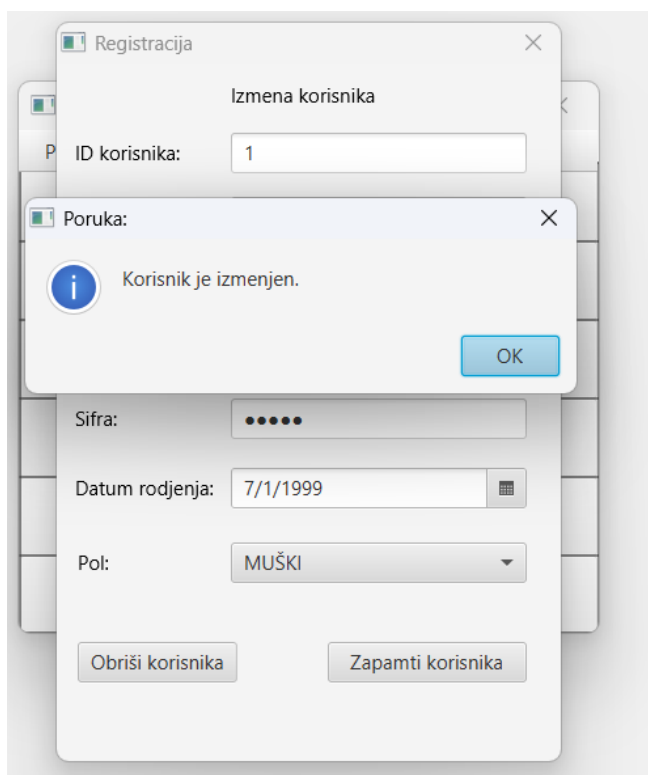 Registracija
Izmena korisnika
P
ID korisnika:
1
Poruka:
Korisnik je izmenjen.
OK
Sifra:
Datum rodjenja:
7/1/1999
Pol:
MUŠKI
Obriši korisnika
Zapamti korisnika